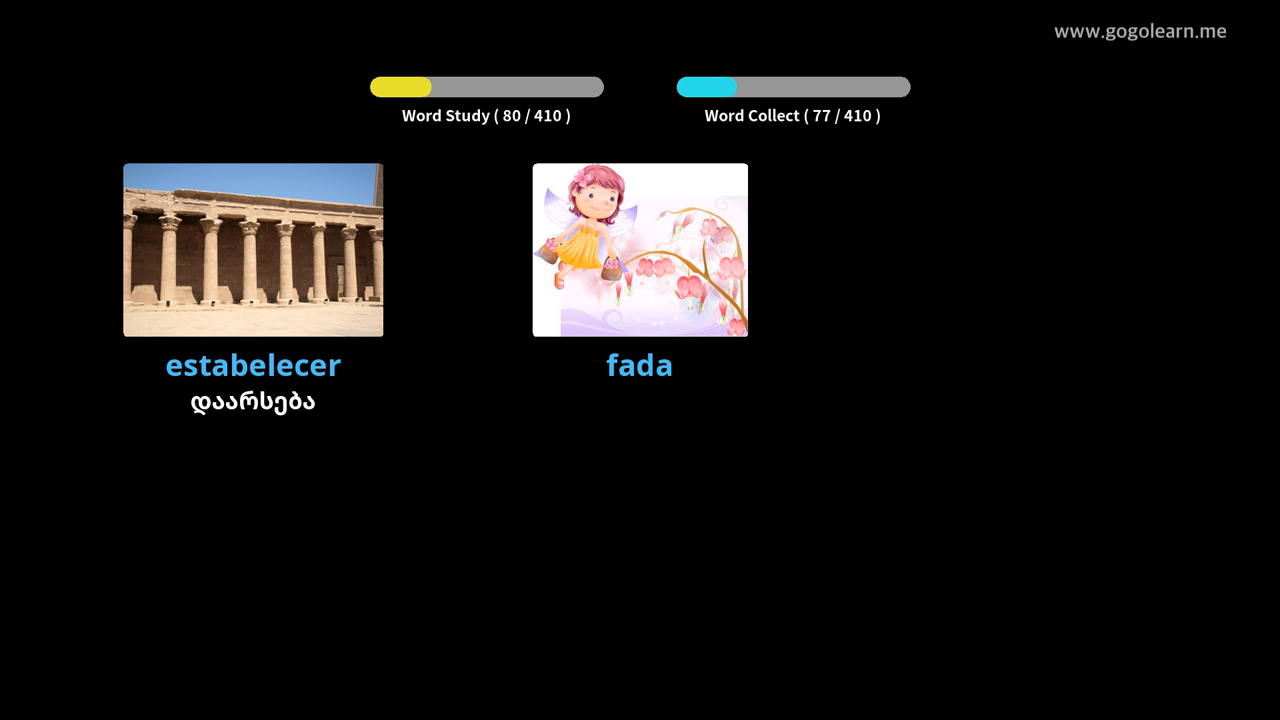 www.gogolearn.me
Word Study ( 80 / 410 )
Word Collect ( 77 / 410 )
estabelecer
დაარსება
fada